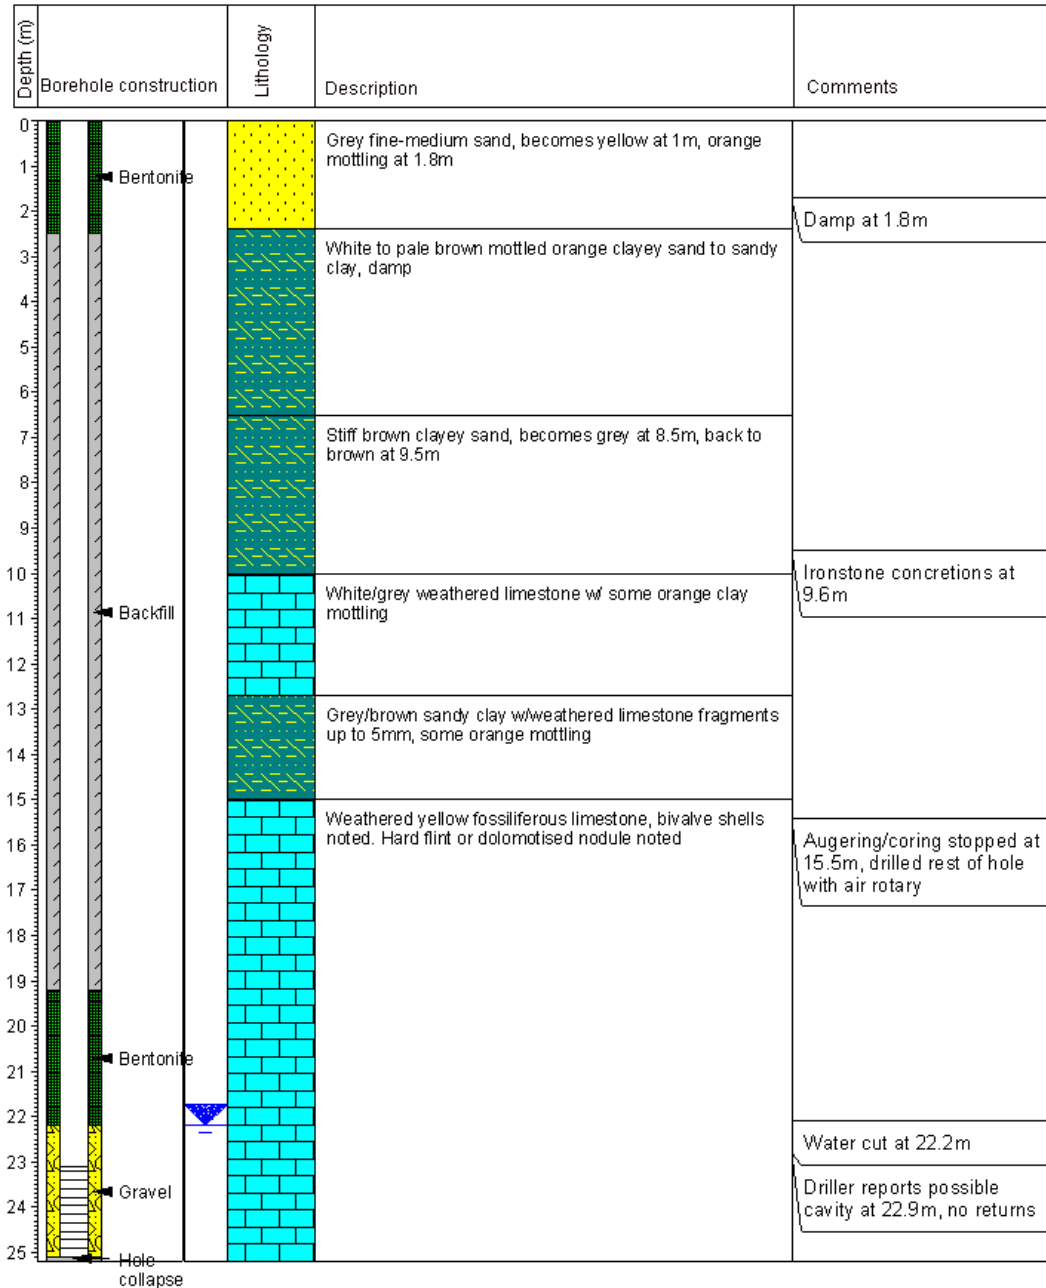 Depth (m)
Borehole construction
Lithology
Description
Comments
0
1
2
3
4
5
6
7
8
9
10
11
12
13
14
15
16
17
18
19
20
21
22
23
24
25
Bentonite
Backfill
Bentonite
Gravel
Hole
collapse
Grey fine-medium sand, becomes yellow at 1m, orange
mottling at 1.8m
White to pale brown mottled orange clayey sand to sandy
clay, damp
Stiff brown clayey sand, becomes grey at 8.5m, back to
brown at 9.5m
White/grey weathered limestone w/ some orange clay
mottling
Grey/brown sandy clay w/weathered limestone fragments
up to 5mm, some orange mottling
Weathered yellow fossiliferous limestone, bivalve shells
noted. Hard flint or dolomotised nodule noted
Damp at 1.8m
Ironstone concretions at
9.6m
Augering/coring stopped at
15.5m, drilled rest of hole
with air rotary
Water cut at 22.2m
Driller reports possible
cavity at 22.9m, no returns